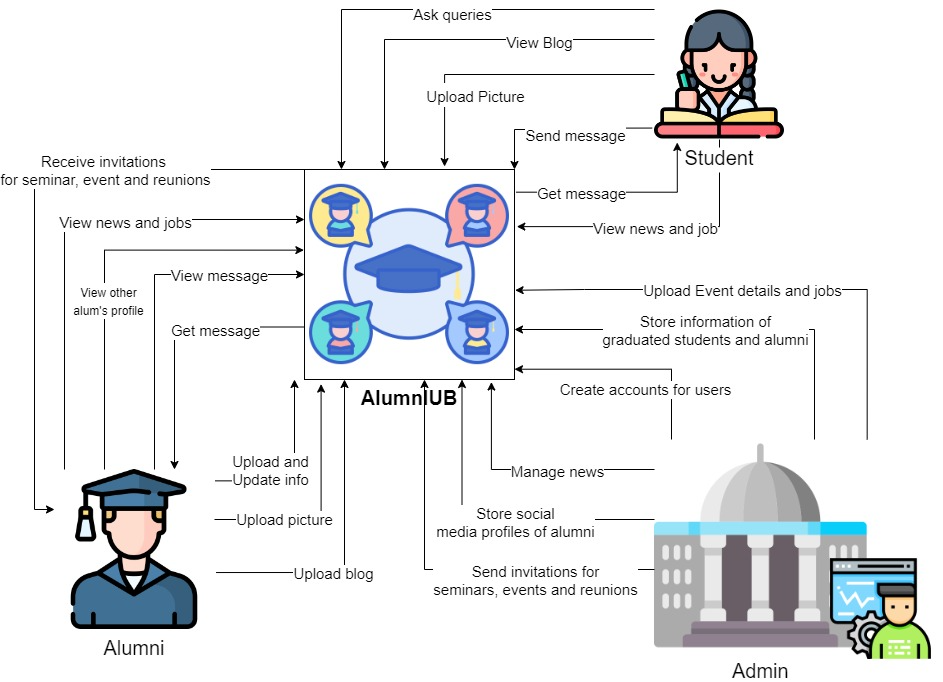 Ask queries
View Blog
Upload Picture
Send message
Student
Get message
View news and job
Receive invitations
for seminar, event and reunions
View news and jobs
View other
alum's profile
View message
Get message
Upload Event details and jobs
Store information of
graduated students and alumni
Create accounts for users
AlumnIUB
Upload and
Update info
Upload picture
Upload blog
Manage news
Store social
media profiles of alumni
Send invitations for
seminars, events and reunions
Alumni
Admin